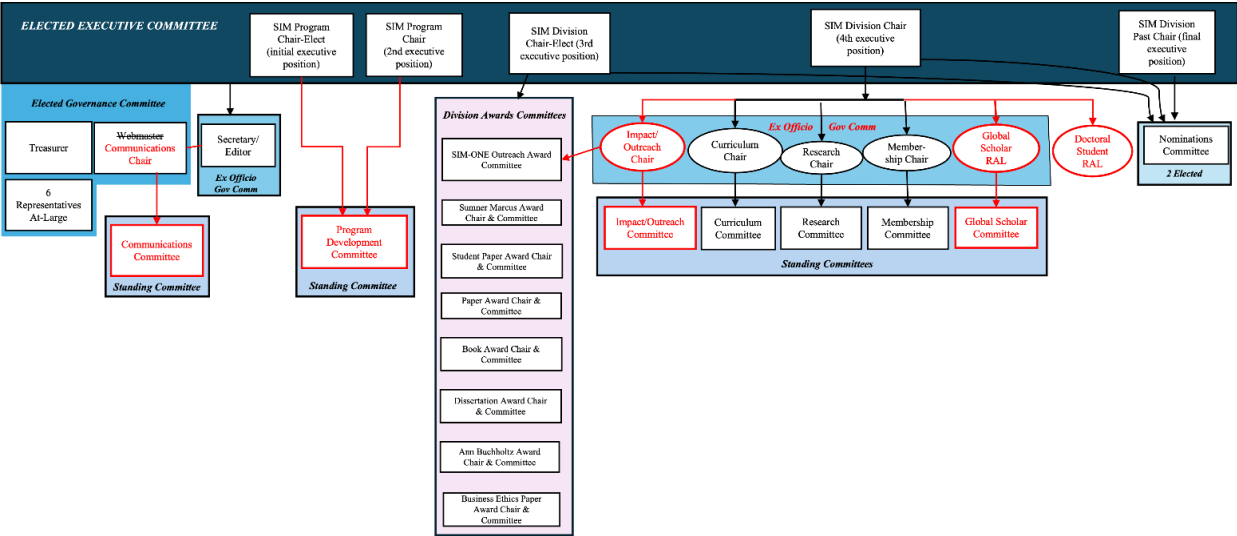 ELECTED EXECUTIVE COMMITTEE
SIM Program
Chair-Elect
(initial executive
position)
SIM Program
Chair
(2nd executive
position)
SIM Division
Chair-Elect (3rd
executive position)
SIM Division Chair
(4th executive
position)
SIM Division
Past Chair (final
executive
position)
Elected Governance Committee
Treasurer
Webmaster
Communications
Chair
Secretary/
Editor
Ex Officio
Gov Comm
6
Representatives
At-Large
Communications
Committee
Standing Committee
Program
Development
Committee
Standing Committee
Division Awards Committees
SIM-ONE Outreach Award
Committee
Sumner Marcus Award
Chair & Committee
Student Paper Award Chair
& Committee
Paper Award Chair &
Committee
Book Award Chair &
Committee
Dissertation Award Chair
& Committee
Ann Buchholtz Award
Chair & Committee
Business Ethics Paper
Award Chair &
Committee
Ex Officio Gov Comm
Impact/
Outreach
Chair
Curriculum
Chair
Research
Chair
Member-
ship Chair
Global
Scholar
RAL
Doctoral
Student
RAL
Nominations
Committee
2 Elected
Impact/Outreach
Committee
Curriculum
Committee
Research
Committee
Membership
Committee
Global Scholar
Committee
Standing Committees